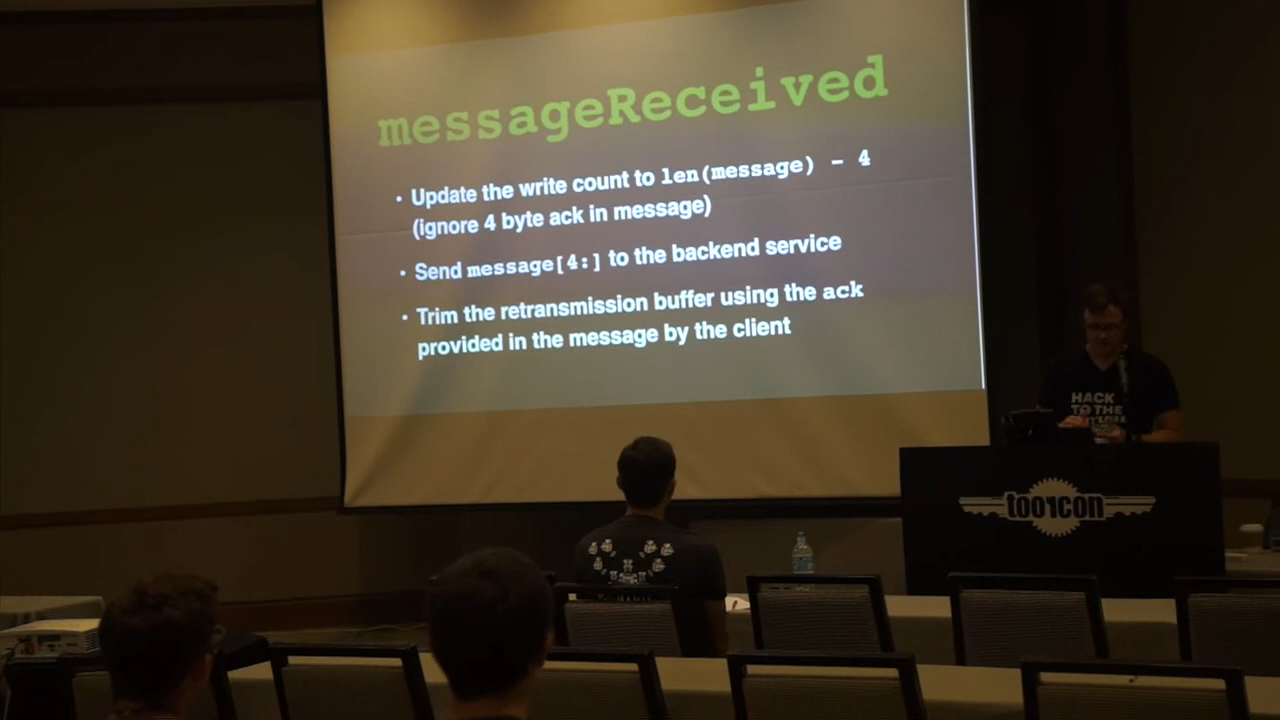 messageReceived
• Update the write count to len(message) - 4
(ignore 4 byte ack in message)
• Send message[4:] to the backend service
• Trim the retransmission buffer using the ack
provided in the message by the client
HACK
TO THE
toorcon